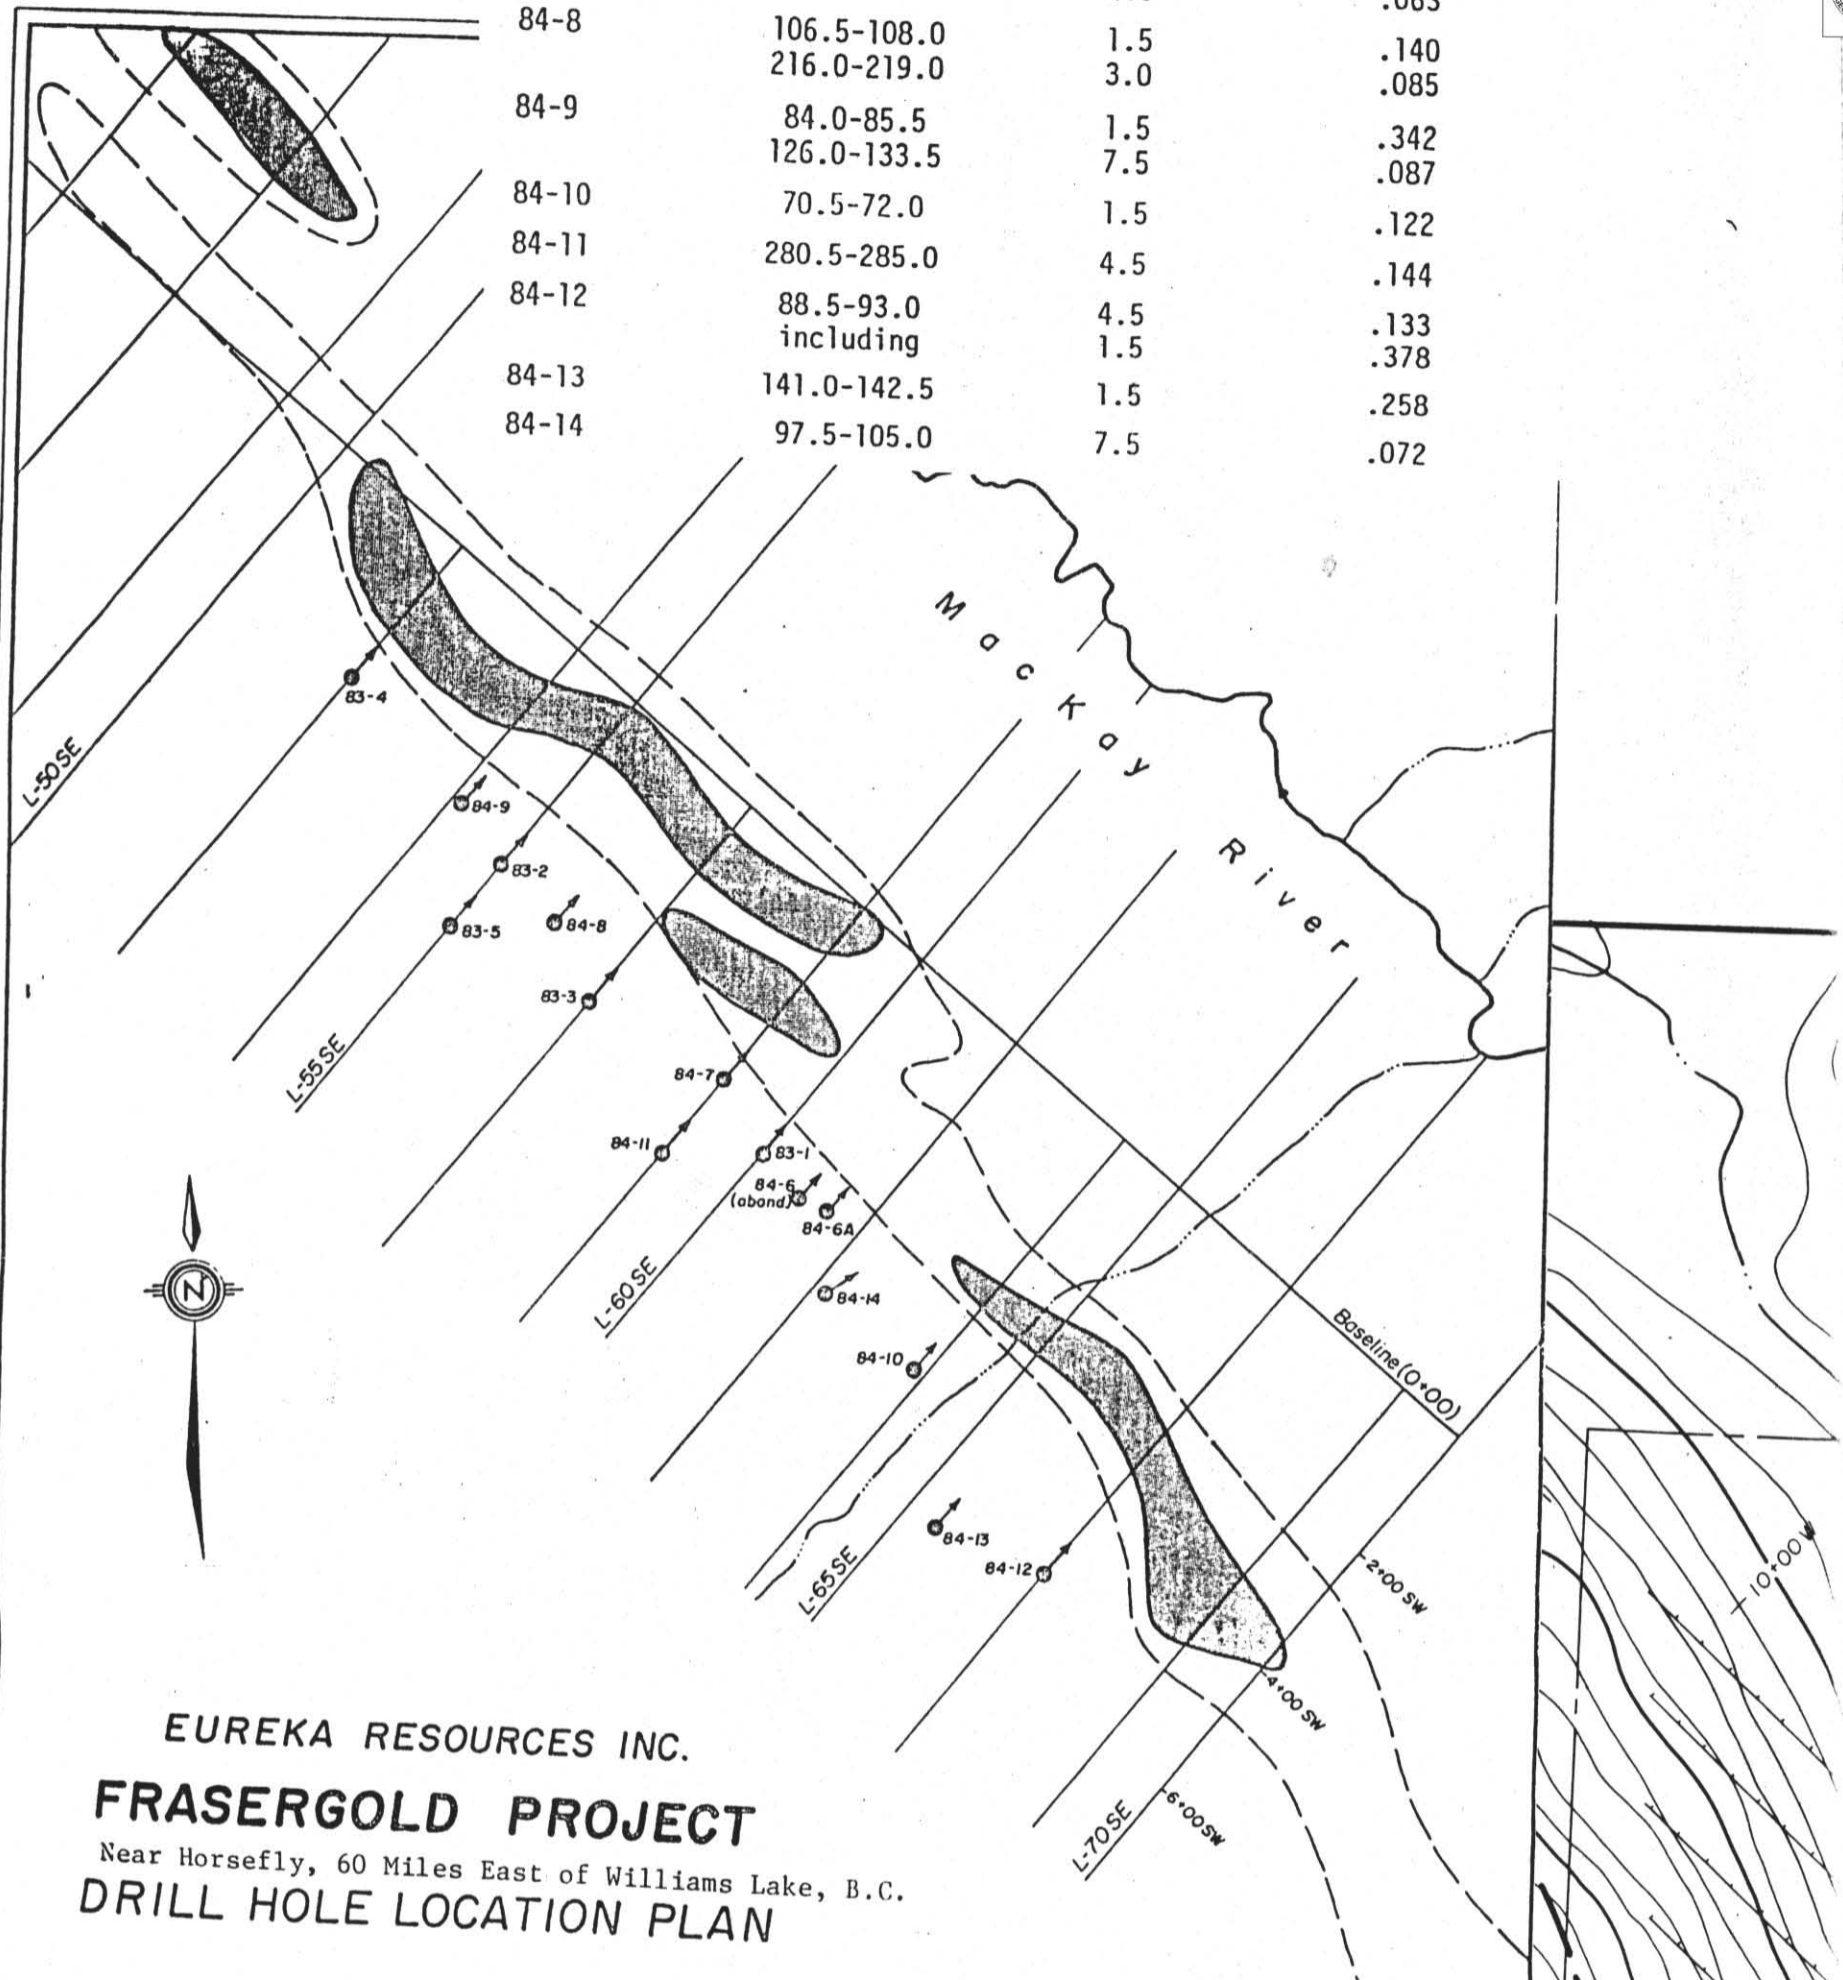 .083
84-8 106.5-108.0 1.5 .140
216.0-219.0 3.0 .085
84-9 84.0-85.5 1.5 .342
126.0-133.5 7.5 .087
84-10 70.5-72.0 1.5 .122
84-11 280.5-285.0 4.5 .144
84-12 88.5-93.0 4.5 .133
including 1.5 .378
84-13 141.0-142.5 1.5 .258
84-14 97.5-105.0 7.5 .072
MacKay River
83-4
L-50SE
84-9
83-2
83-5
84-8
83-3
L-55SE
84-7
84-11
83-1
84-6
(aband)
84-6A
L-60SE
84-14
84-10
Baseline (0+00)
84-13
84-12
L-65SE
2+00 SW
10+00W
4+00 SW
6+00SW
L-70SE
N
EUREKA RESOURCES INC.
FRASERGOLD PROJECT
Near Horsefly, 60 Miles East of Williams Lake, B.C.
DRILL HOLE LOCATION PLAN